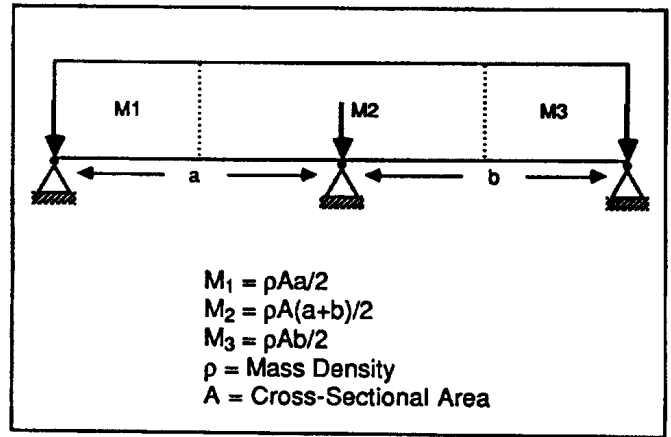 M1 M2 M3
a b
M₁ = ρAa/2
M₂ = ρA(a+b)/2
M₃ = ρAb/2
ρ = Mass Density
A = Cross-Sectional Area